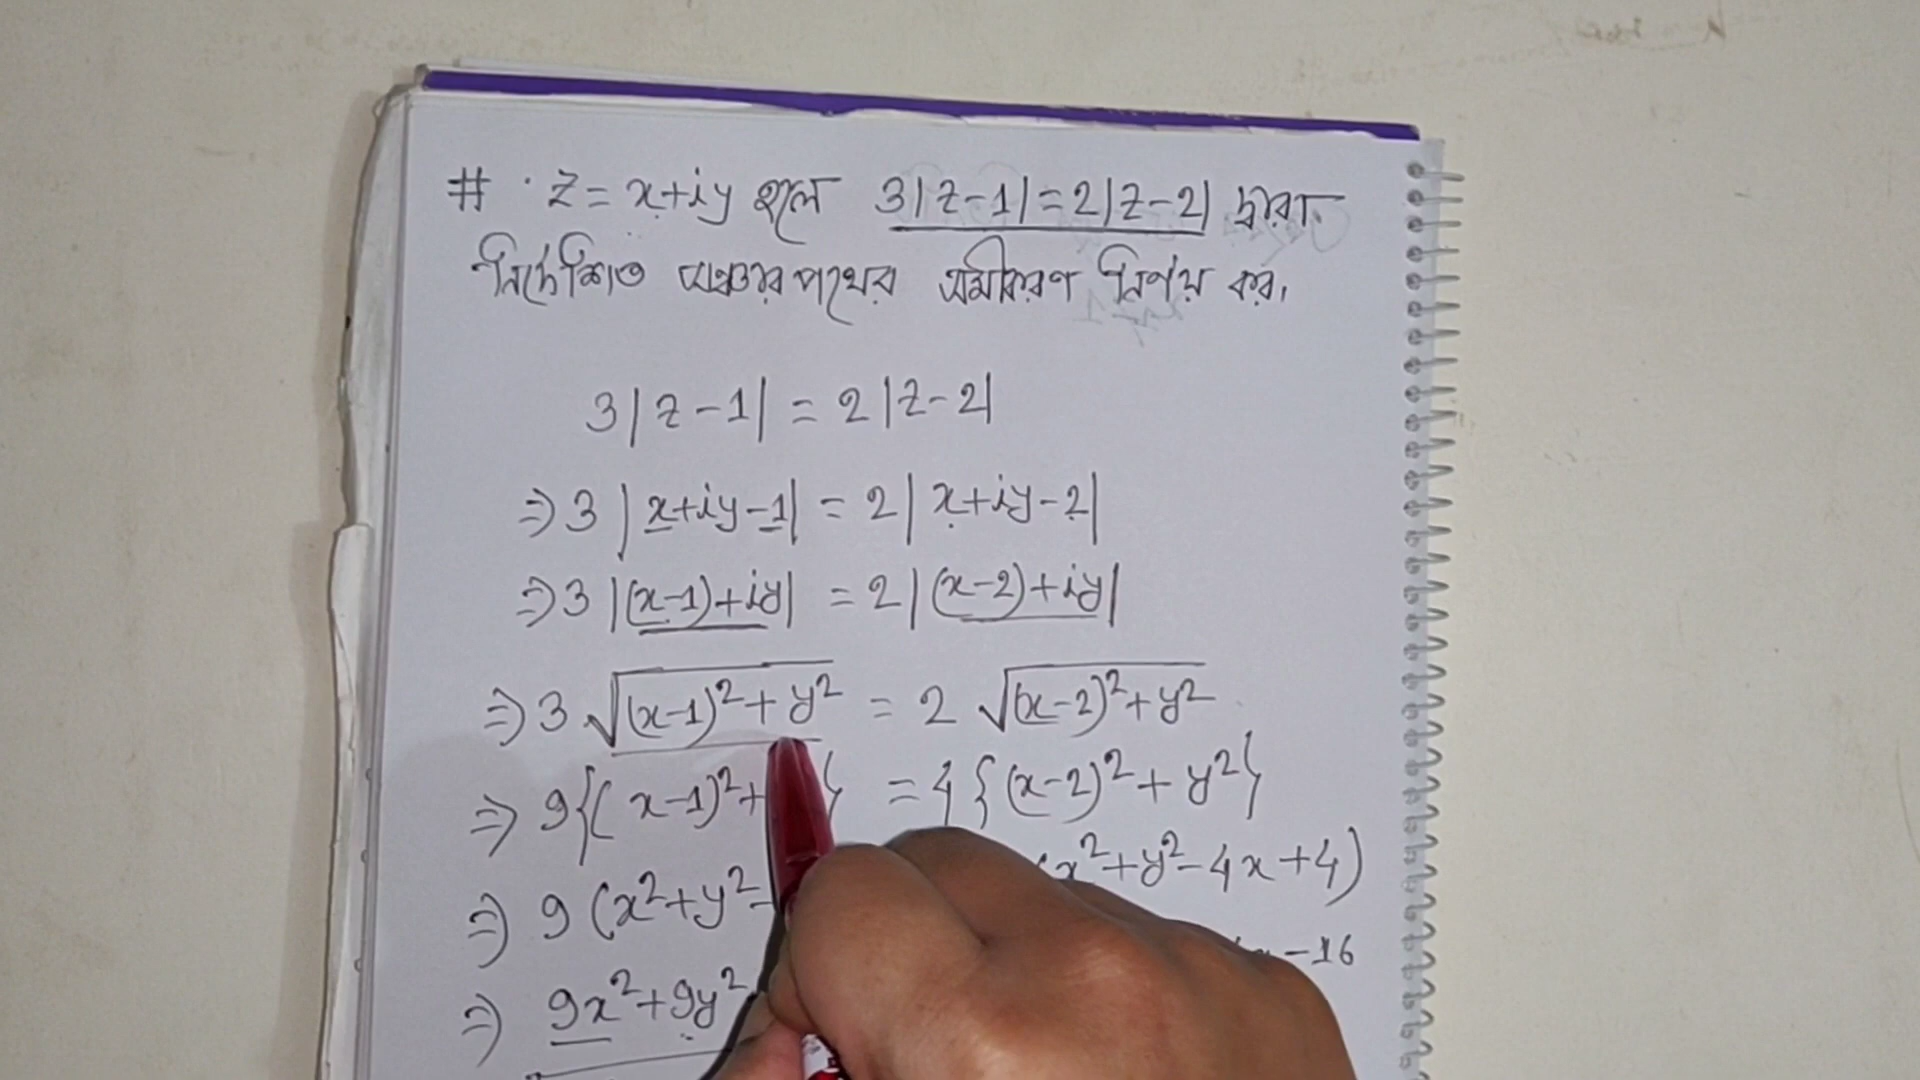 # · z = x+iy হলে 3|z-1| = 2|z-2| দ্বারা
নির্দেশিত সঞ্চার পথের সমীকরণ নির্ণয় কর।
3|z-1| = 2|z-2|
⇒ 3|x+iy-1| = 2|x+iy-2|
⇒ 3|(x-1)+iy| = 2|(x-2)+iy|
⇒ 3√((x-1)²+y²) = 2√((x-2)²+y²)
⇒ 9{(x-1)²+ } = 4{(x-2)²+y²}
⇒ 9(x²+y²- x²+y²-4x+4)
⇒ 9x²+9y² -16